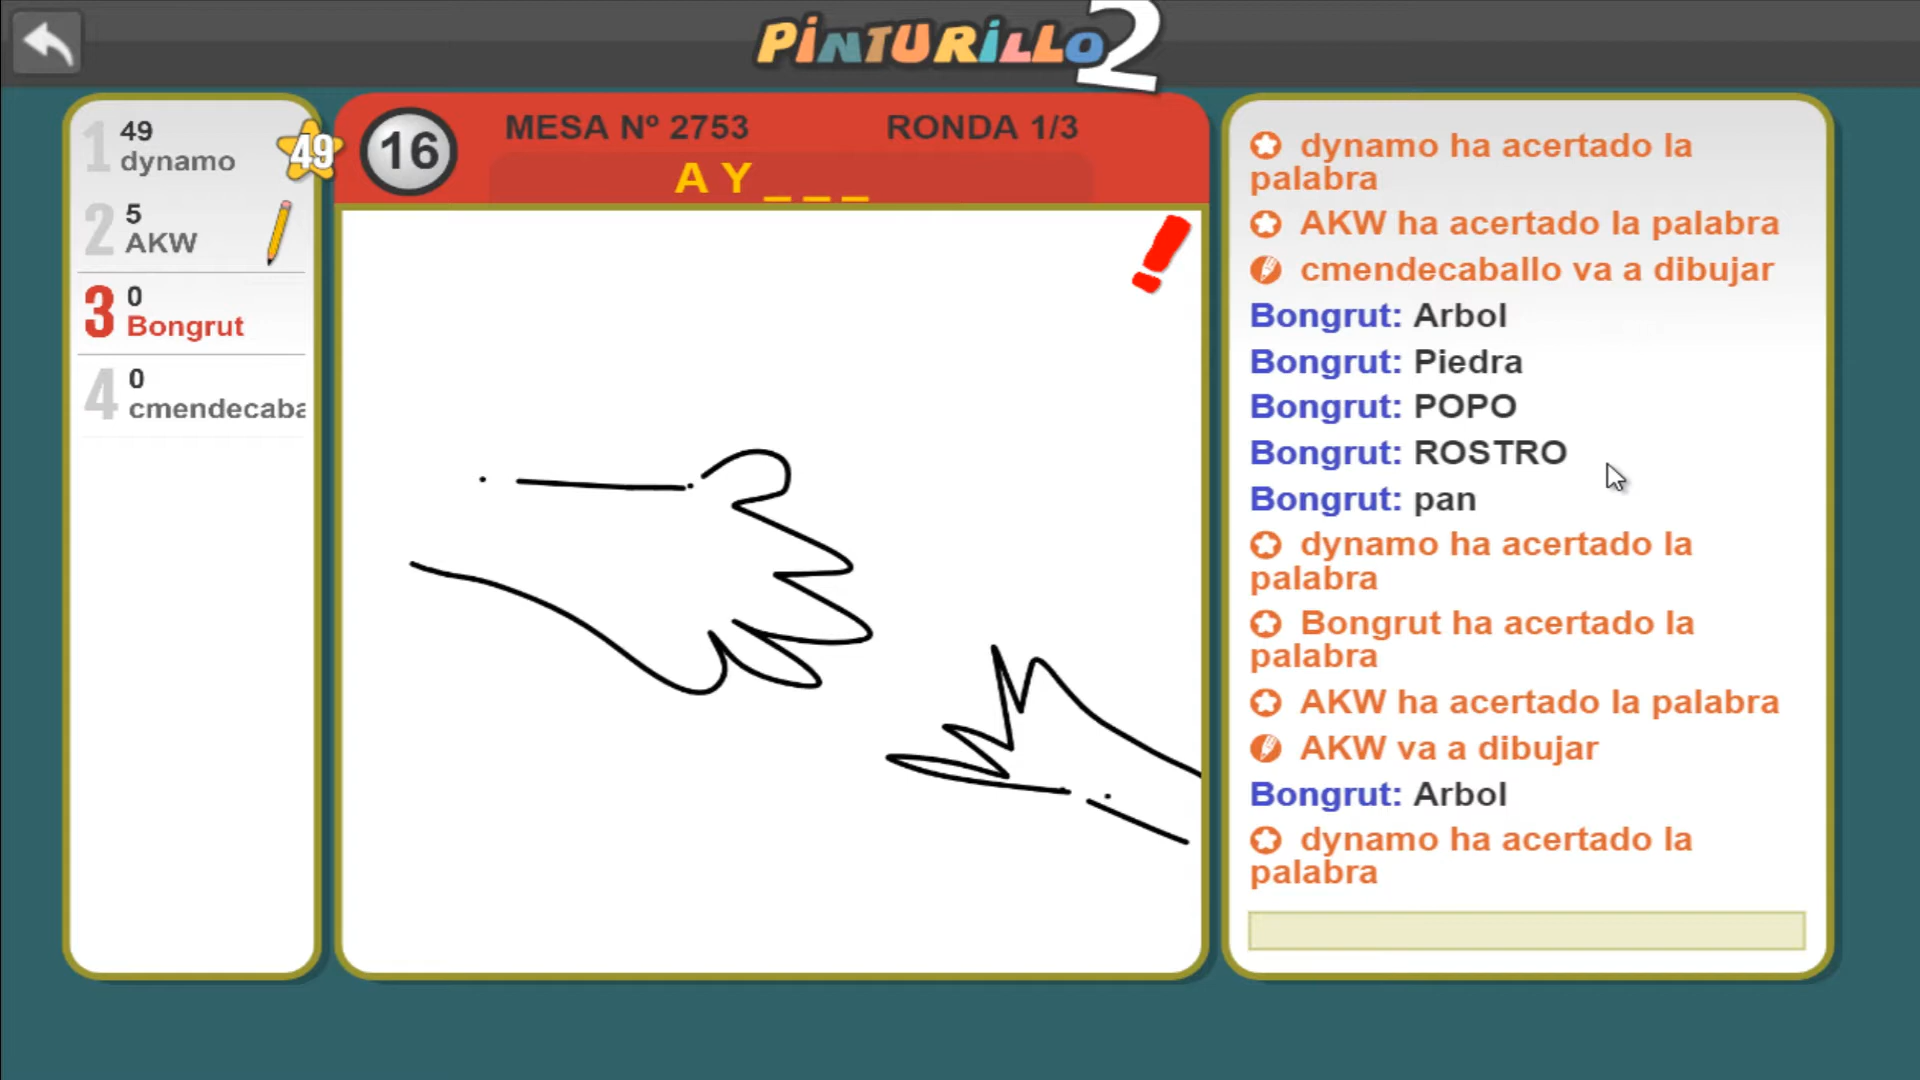 PiNTURiLLO 2
1 49
dynamo
49
2 5
AKW
3 0
Bongrut
4 0
cmendecaba
16
MESA Nº 2753
RONDA 1/3
A Y _ _ _
!
dynamo ha acertado la
palabra
AKW ha acertado la palabra
cmendecaballo va a dibujar
Bongrut: Arbol
Bongrut: Piedra
Bongrut: POPO
Bongrut: ROSTRO
Bongrut: pan
dynamo ha acertado la
palabra
Bongrut ha acertado la
palabra
AKW ha acertado la palabra
AKW va a dibujar
Bongrut: Arbol
dynamo ha acertado la
palabra